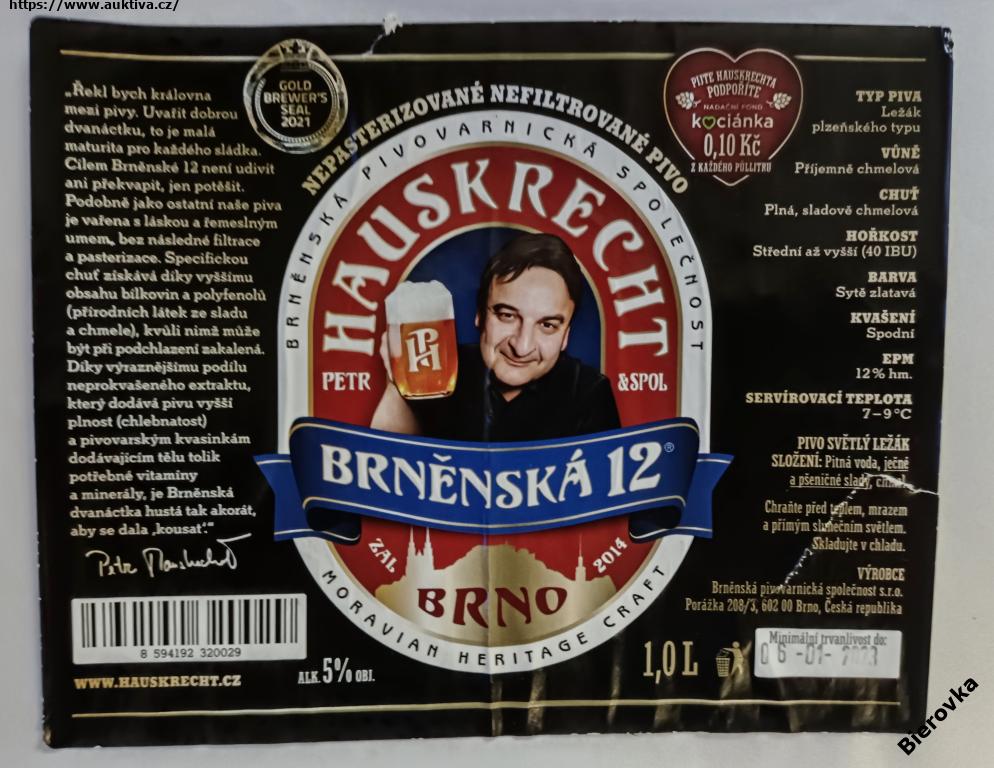 https://www.auktiva.cz/
„Řekl bych královna
mezi pivy. Uvařit dobrou
dvanáctku, to je malá
maturita pro každého sládka.
Cílem Brněnské 12 není udivit
ani překvapit, jen potěšit.
Podobně jako ostatní naše piva
je vařena s láskou a řemeslným
umem, bez následné filtrace
a pasterizace. Specifickou
chuť získává díky vyššímu
obsahu bílkovin a polyfenolů
(přírodních látek ze sladu
a chmele), kvůli nimž může
být při podchlazení zakalená.
Díky výraznějšímu podílu
neprokvašeného extraktu,
který dodává pivu vyšší
plnost (chlebnatost)
a pivovarským kvasinkám
dodávajícím tělu tolik
potřebné vitamíny
a minerály, je Brněnská
dvanáctka hustá tak akorát,
aby se dala ‚kousat‘.“
8 594192 320029
WWW.HAUSKRECHT.CZ
GOLD
BREWER'S
SEAL
2021
NEPASTERIZOVANÉ NEFILTROVANÉ PIVO
BRNĚNSKÁ PIVOVARNICKÁ SPOLEČNOST
HAUSKRECHT
PH
PETR
&SPOL
BRNĚNSKÁ 12®
ZAL
2014
BRNO
MORAVIAN HERITAGE CRAFT
ALK. 5% OBJ.
1,0 L
PIJTE HAUSKRECHTA
PODPOŘÍTE
NADAČNÍ FOND
kociánka
0,10 Kč
Z KAŽDÉHO PŮLLITRU
TYP PIVA
Ležák
plzeňského typu
VŮNĚ
Příjemně chmelová
CHUŤ
Plná, sladově chmelová
HOŘKOST
Střední až vyšší (40 IBU)
BARVA
Sytě zlatavá
KVAŠENÍ
Spodní
EPM
12 % hm.
SERVÍROVACÍ TEPLOTA
7–9 °C
PIVO SVĚTLÝ LEŽÁK
SLOŽENÍ: Pitná voda, ječné
a pšeničné slady, chmel
Chraňte před teplem, mrazem
a přímým slunečním světlem.
Skladujte v chladu.
VÝROBCE
Brněnská pivovarnická společnost s.r.o.
Porážka 208/3, 602 00 Brno, Česká republika
Minimální trvanlivost do:
06 -01- 2023
Bierovka